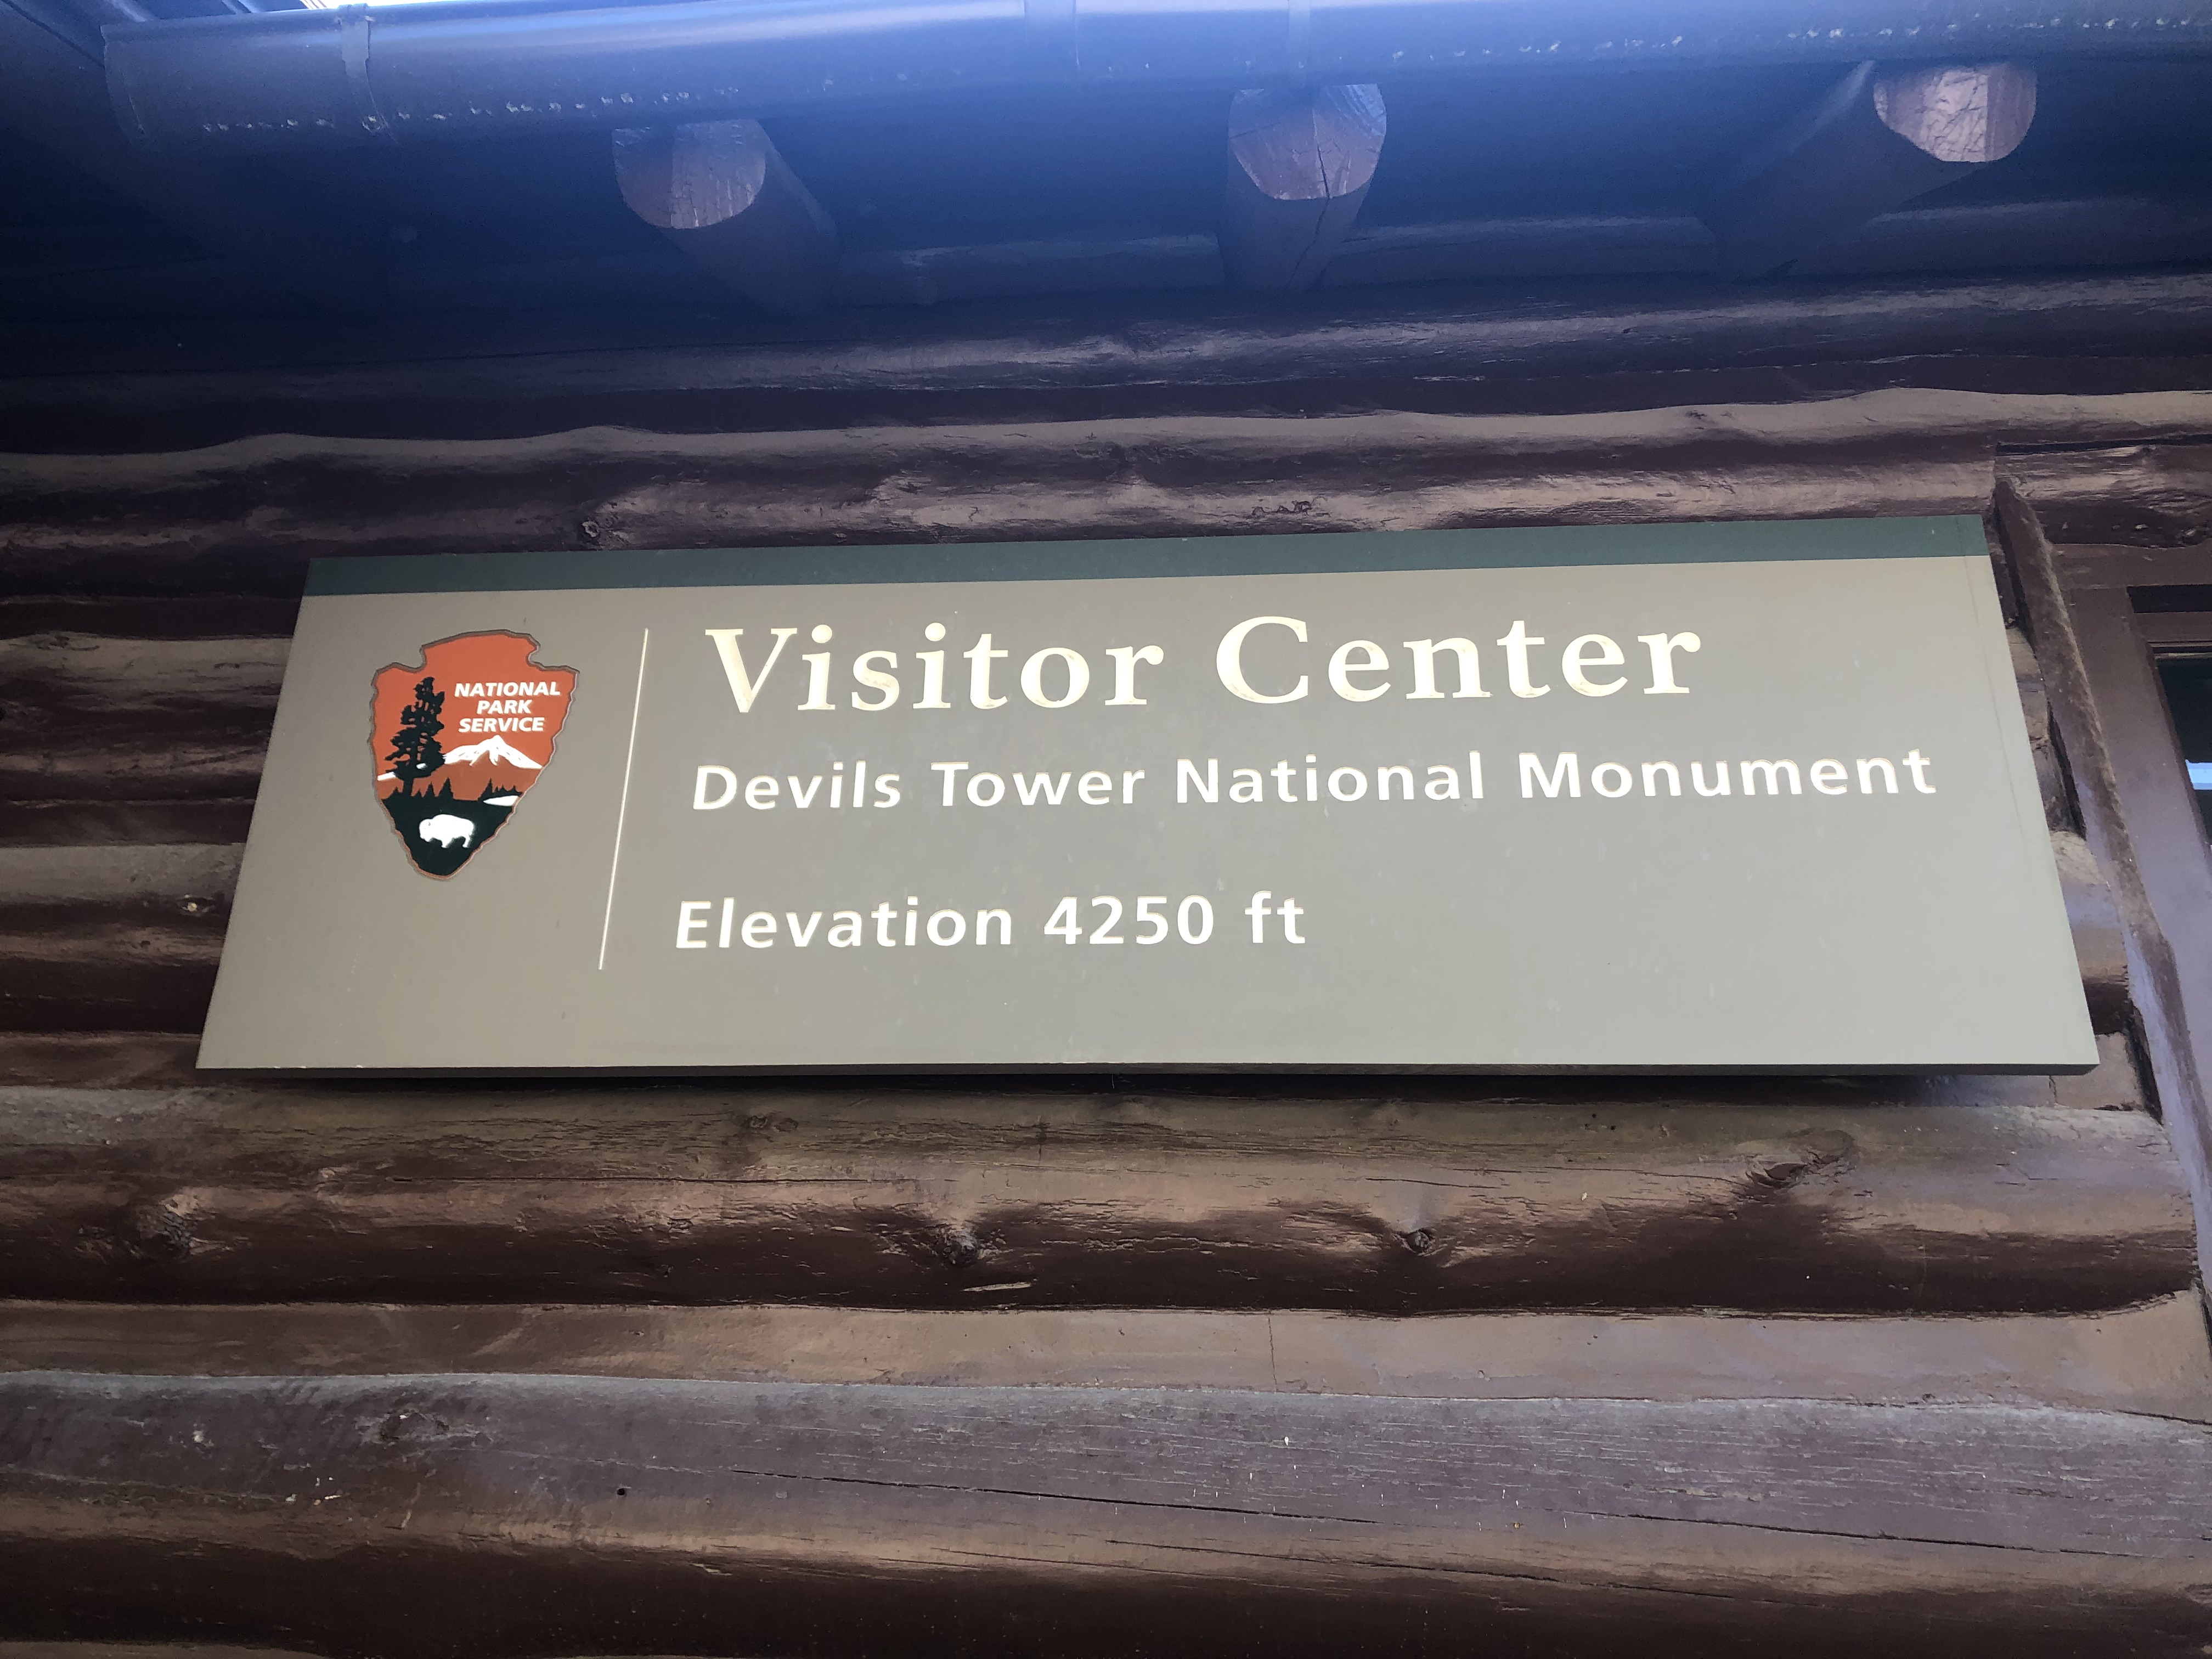 NATIONAL
PARK
SERVICE
Visitor Center
Devils Tower National Monument
Elevation 4250 ft